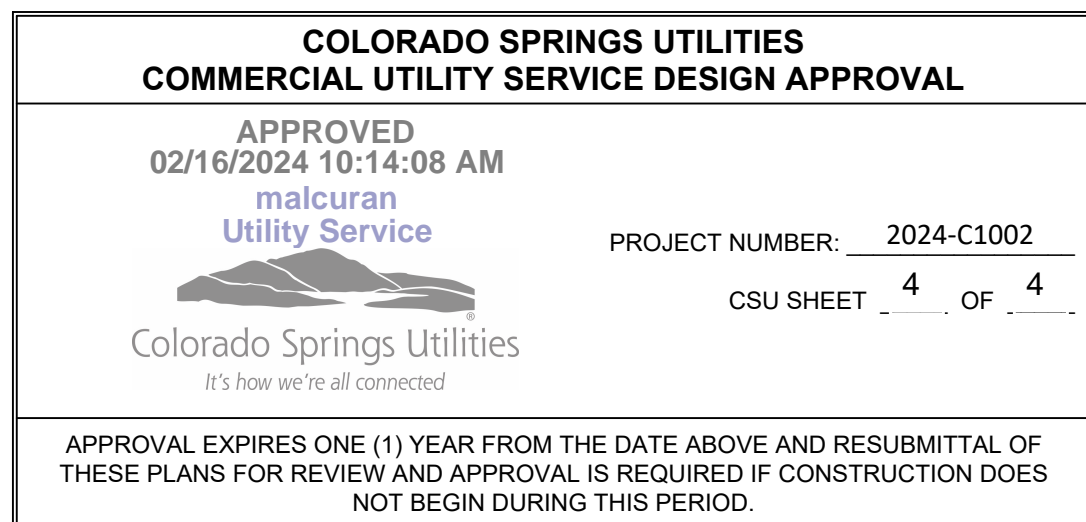 COLORADO SPRINGS UTILITIES
COMMERCIAL UTILITY SERVICE DESIGN APPROVAL
APPROVED
02/16/2024 10:14:08 AM
malcuran
Utility Service
®
Colorado Springs Utilities
It's how we're all connected
PROJECT NUMBER: 2024-C1002
CSU SHEET 4 OF 4
APPROVAL EXPIRES ONE (1) YEAR FROM THE DATE ABOVE AND RESUBMITTAL OF
THESE PLANS FOR REVIEW AND APPROVAL IS REQUIRED IF CONSTRUCTION DOES
NOT BEGIN DURING THIS PERIOD.